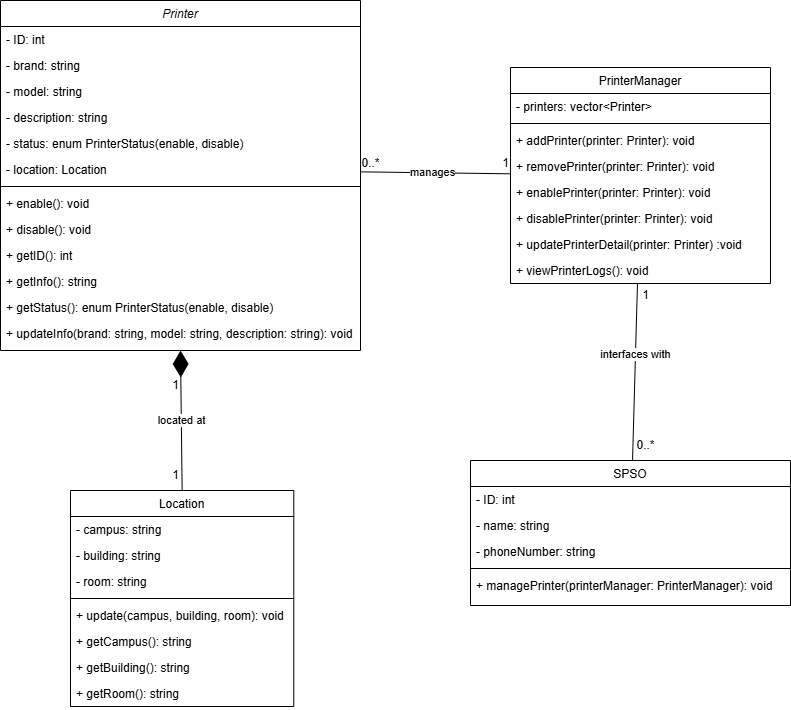 Printer
- ID: int
- brand: string
- model: string
- description: string
- status: enum PrinterStatus(enable, disable)
- location: Location
+ enable(): void
+ disable(): void
+ getID(): int
+ getInfo(): string
+ getStatus(): enum PrinterStatus(enable, disable)
+ updateInfo(brand: string, model: string, description: string): void
0..*
manages
1
PrinterManager
- printers: vector<Printer>
+ addPrinter(printer: Printer): void
+ removePrinter(printer: Printer): void
+ enablePrinter(printer: Printer): void
+ disablePrinter(printer: Printer): void
+ updatePrinterDetail(printer: Printer) :void
+ viewPrinterLogs(): void
1
interfaces with
0..*
1
located at
1
Location
- campus: string
- building: string
- room: string
+ update(campus, building, room): void
+ getCampus(): string
+ getBuilding(): string
+ getRoom(): string
SPSO
- ID: int
- name: string
- phoneNumber: string
+ managePrinter(printerManager: PrinterManager): void